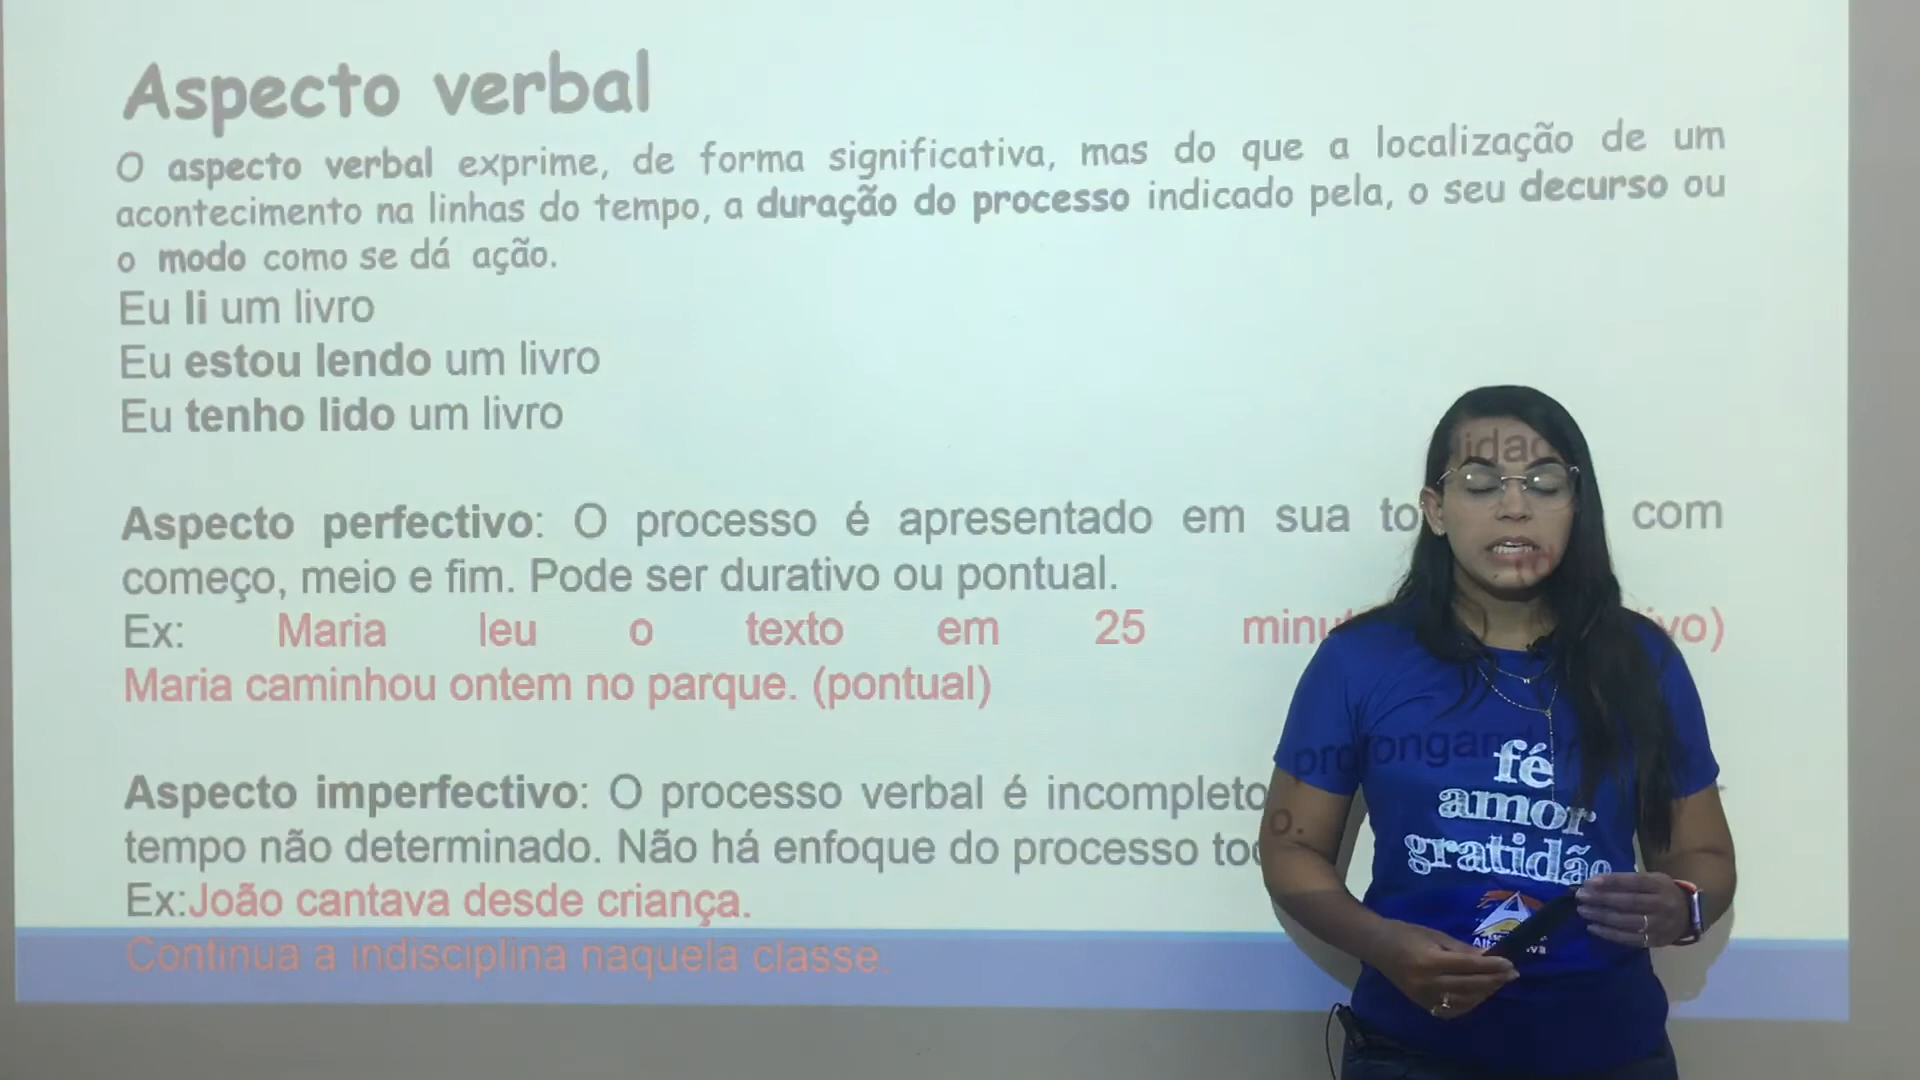 Aspecto verbal
O aspecto verbal exprime, de forma significativa, mas do que a localização de um
acontecimento na linhas do tempo, a duração do processo indicado pela, o seu decurso ou
o modo como se dá ação.
Eu li um livro
Eu estou lendo um livro
Eu tenho lido um livro
Aspecto perfectivo: O processo é apresentado em sua to lidad com
começo, meio e fim. Pode ser durativo ou pontual.
Ex: Maria leu o texto em 25 minu ivo)
Maria caminhou ontem no parque. (pontual)
Aspecto imperfectivo: O processo verbal é incompleto prolongan
tempo não determinado. Não há enfoque do processo too o.
Ex:João cantava desde criança.
Continua a indisciplina naquela classe.
fé
amor
gratidão